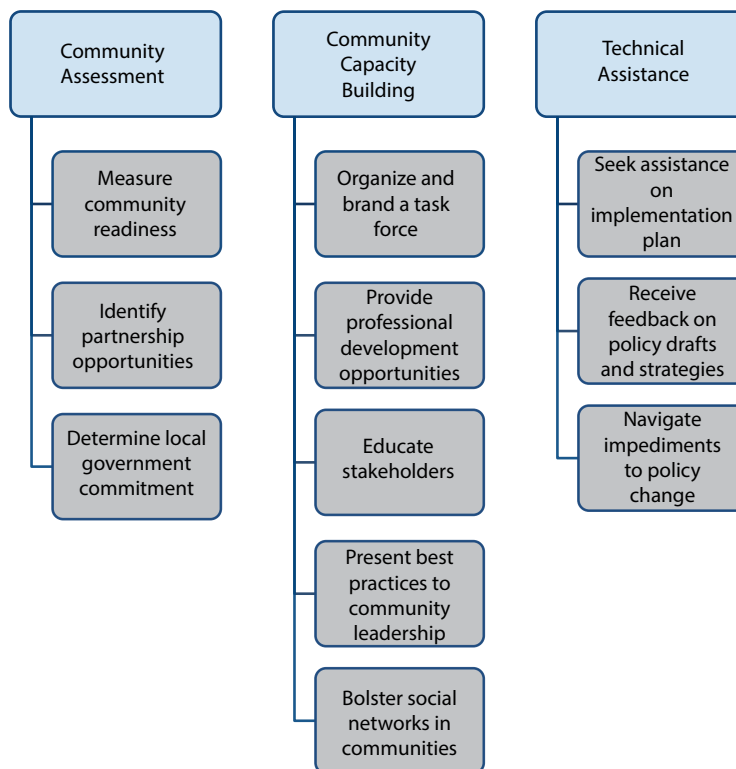 Community
Assessment
Measure
community
readiness
Identify
partnership
opportunities
Determine local
government
commitment
Community
Capacity
Building
Organize and
brand a task
force
Provide
professional
development
opportunities
Educate
stakeholders
Present best
practices to
community
leadership
Bolster social
networks in
communities
Technical
Assistance
Seek assistance
on
implementation
plan
Receive
feedback on
policy drafts
and strategies
Navigate
impediments
to policy
change